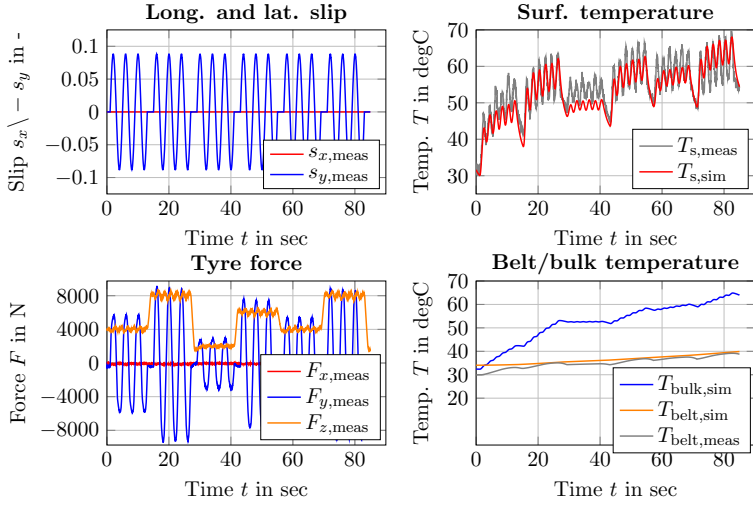 Long. and lat. slip
Slip s_x\ − s_y in -
0.1
0.05
0
−0.05
−0.1
s_x,meas
s_y,meas
0 20 40 60 80
Time t in sec
Surf. temperature
Temp. T in degC
70
60
50
40
30
T_s,meas
T_s,sim
0 20 40 60 80
Time t in sec
Tyre force
Force F in N
8000
4000
0
−4000
−8000
F_x,meas
F_y,meas
F_z,meas
0 20 40 60 80
Time t in sec
Belt/bulk temperature
Temp. T in degC
70
60
50
40
30
20
T_bulk,sim
T_belt,sim
T_belt,meas
0 20 40 60 80
Time t in sec